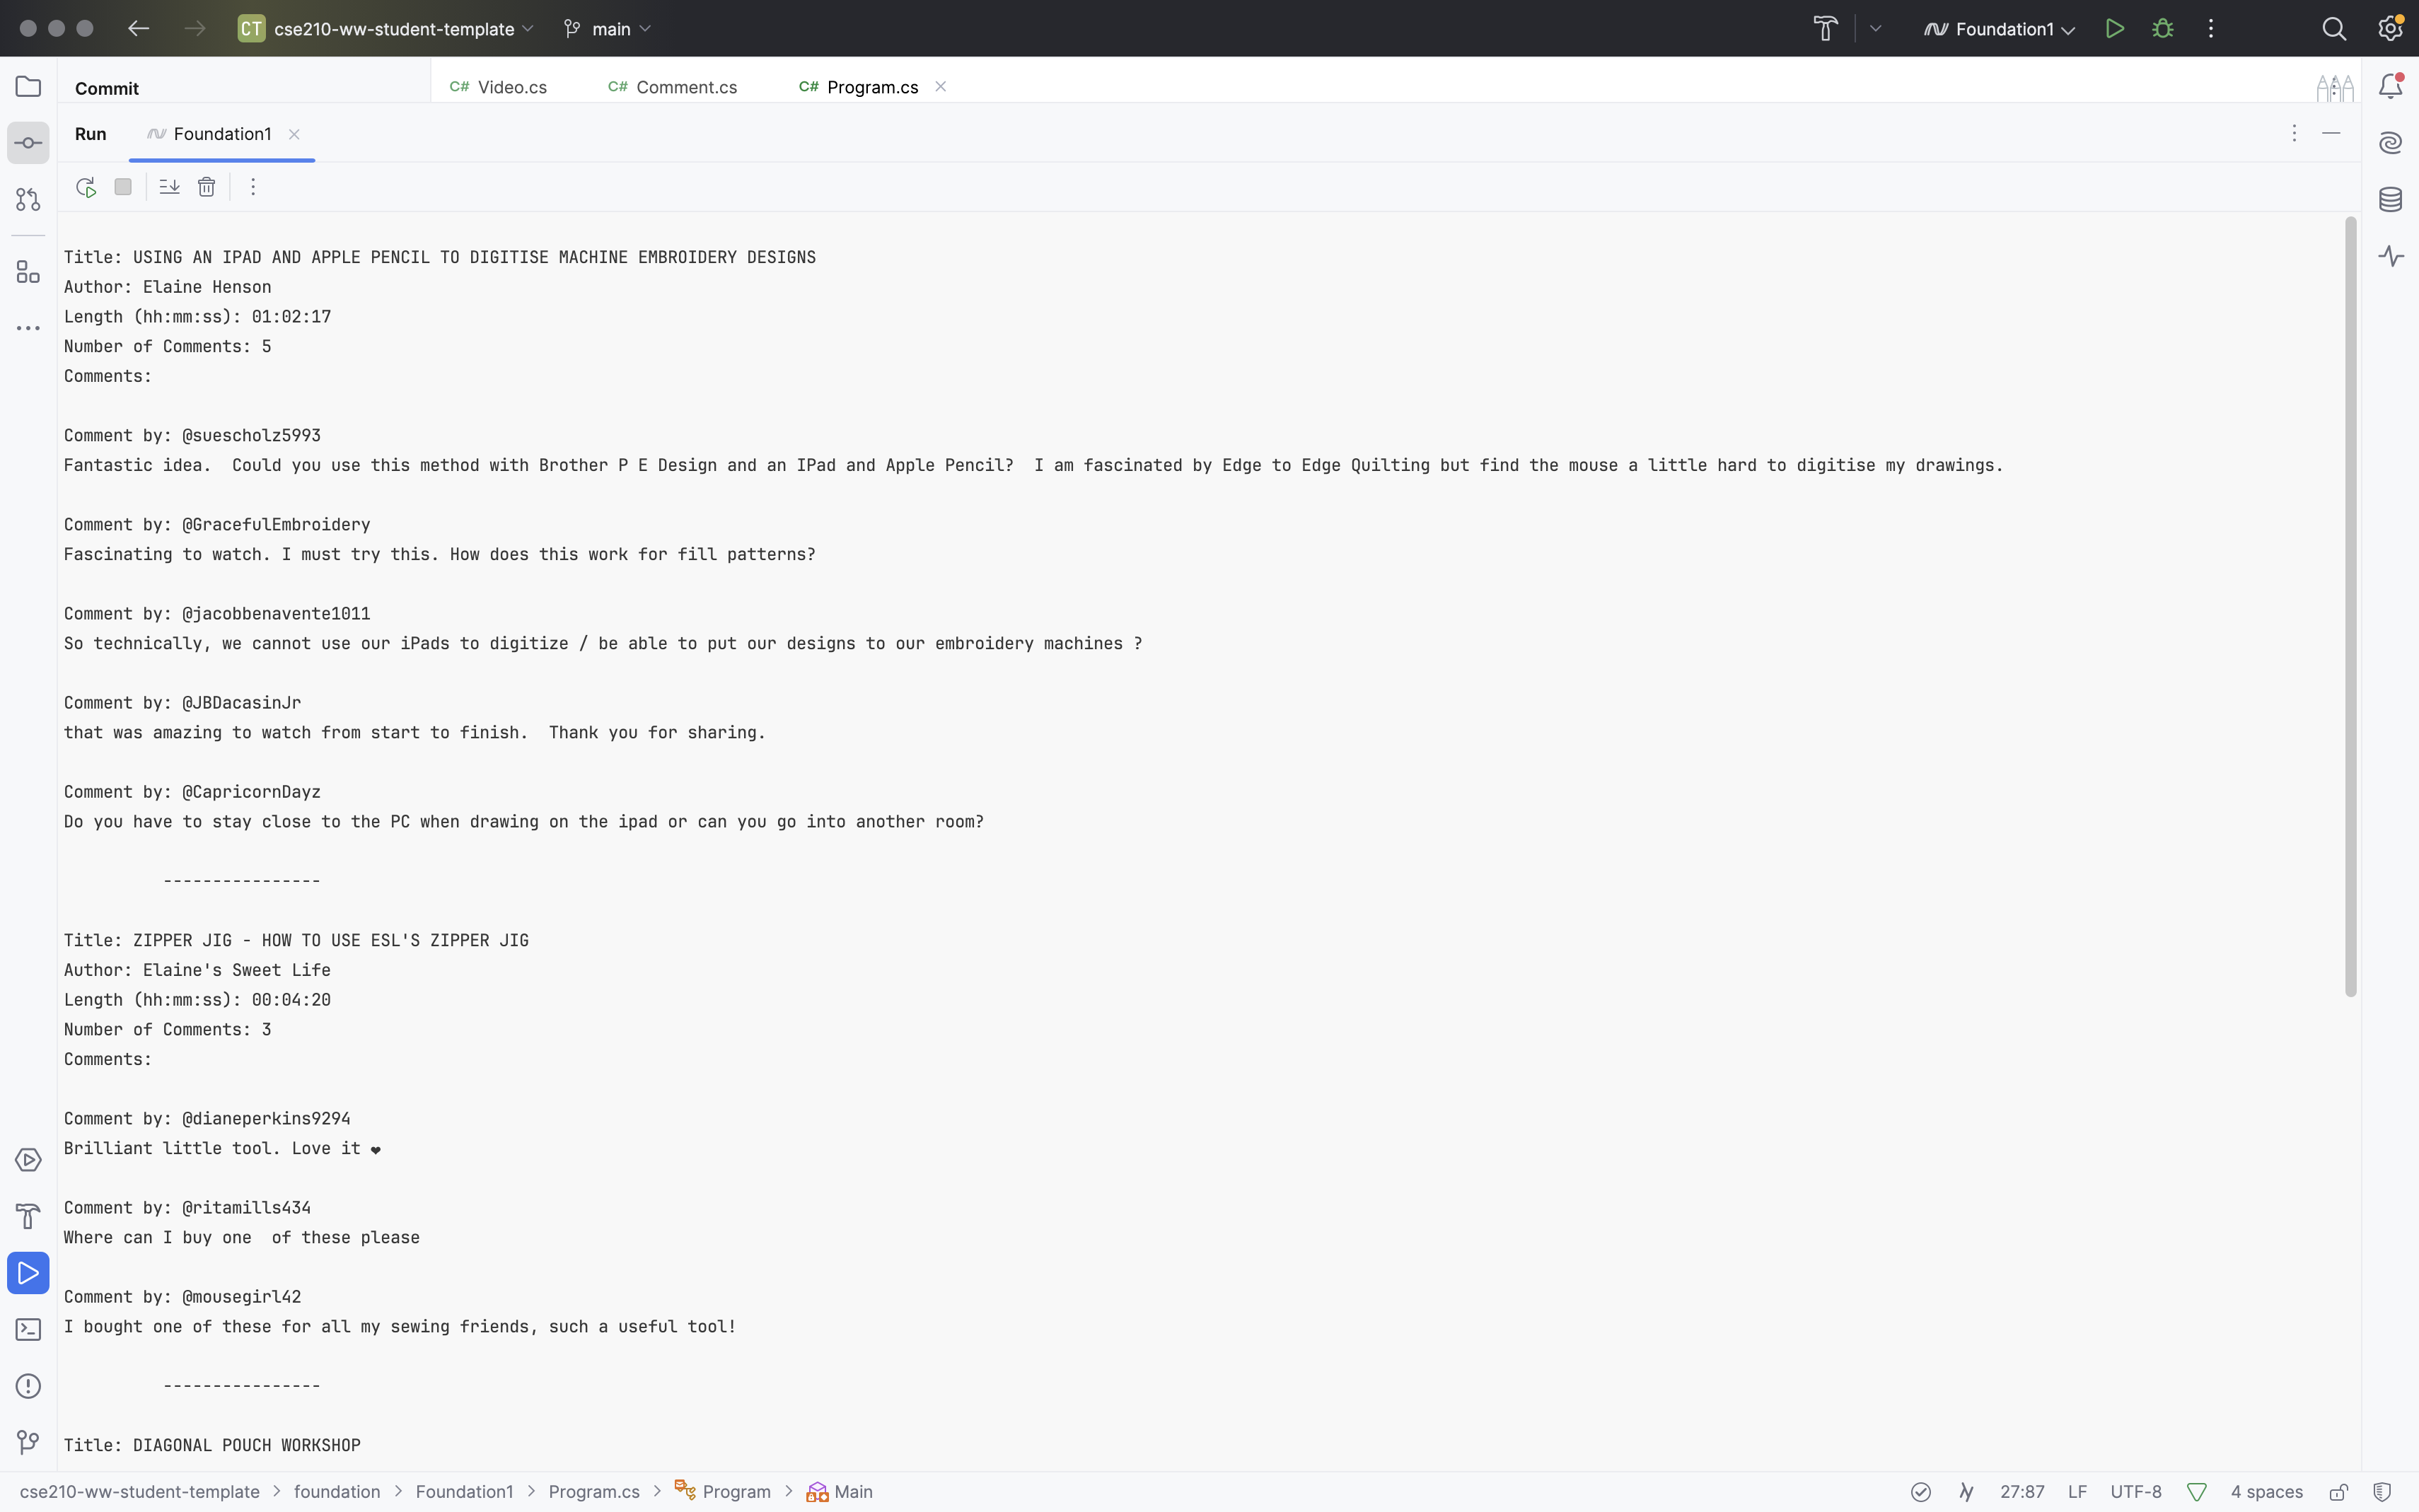 CT cse210-ww-student-template main Foundation1
Commit C# Video.cs C# Comment.cs C# Program.cs
Run Foundation1
Title: USING AN IPAD AND APPLE PENCIL TO DIGITISE MACHINE EMBROIDERY DESIGNS
Author: Elaine Henson
Length (hh:mm:ss): 01:02:17
Number of Comments: 5
Comments:
Comment by: @suescholz5993
Fantastic idea.  Could you use this method with Brother P E Design and an IPad and Apple Pencil?  I am fascinated by Edge to Edge Quilting but find the mouse a little hard to digitise my drawings.
Comment by: @GracefulEmbroidery
Fascinating to watch. I must try this. How does this work for fill patterns?
Comment by: @jacobbenavente1011
So technically, we cannot use our iPads to digitize / be able to put our designs to our embroidery machines ?
Comment by: @JBDacasinJr
that was amazing to watch from start to finish.  Thank you for sharing.
Comment by: @CapricornDayz
Do you have to stay close to the PC when drawing on the ipad or can you go into another room?
----------------
Title: ZIPPER JIG - HOW TO USE ESL'S ZIPPER JIG
Author: Elaine's Sweet Life
Length (hh:mm:ss): 00:04:20
Number of Comments: 3
Comments:
Comment by: @dianeperkins9294
Brilliant little tool. Love it ❤
Comment by: @ritamills434
Where can I buy one  of these please
Comment by: @mousegirl42
I bought one of these for all my sewing friends, such a useful tool!
----------------
Title: DIAGONAL POUCH WORKSHOP
cse210-ww-student-template > foundation > Foundation1 > Program.cs > Program > Main 27:87 LF UTF-8 4 spaces